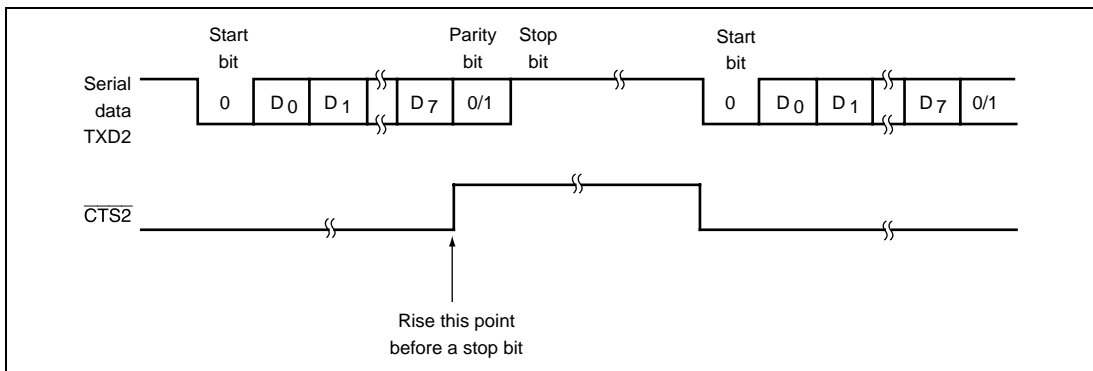 Start
bit
Parity
bit
Stop
bit
Start
bit
Serial
data
TXD2
0 D0 D1 D7 0/1 0 D0 D1 D7 0/1
CTS2
Rise this point
before a stop bit